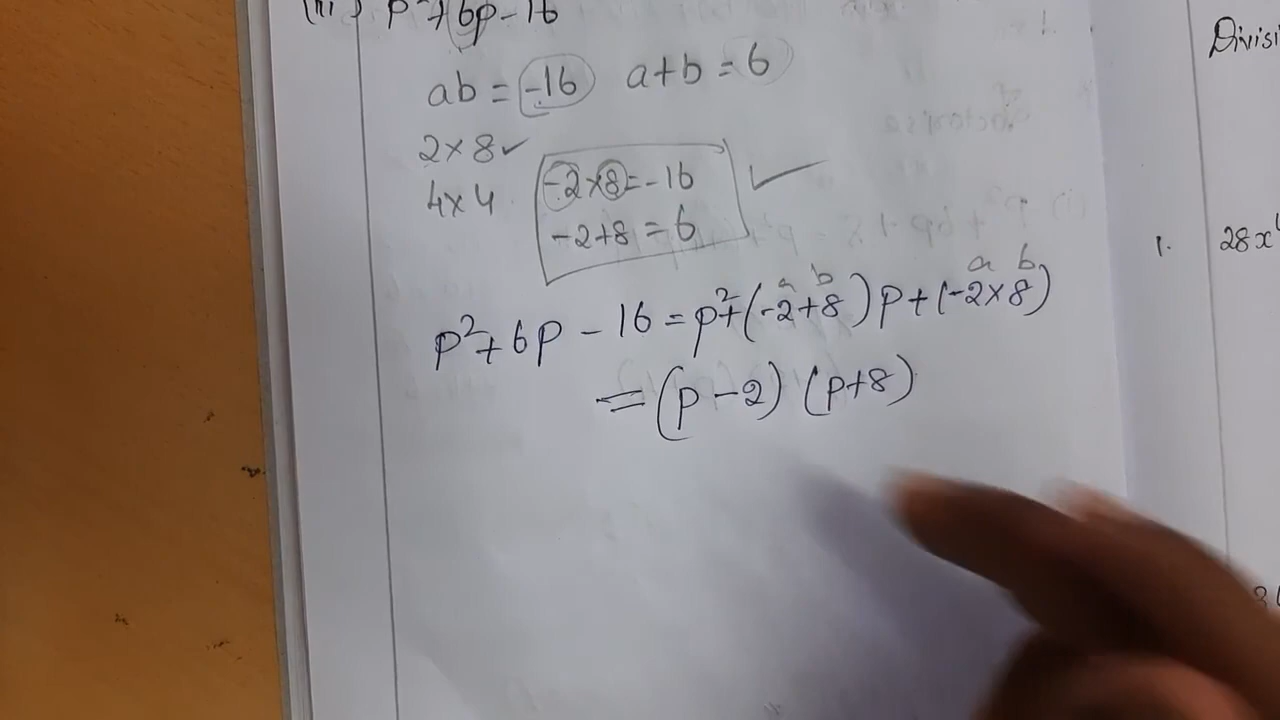 (iii) p²+6p-16
ab = -16 a+b = 6
2×8 ✓
4×4
-2×8=-16 ✓
-2+8 = 6
a b a b
p²+6p-16=p²+(-2+8)p+(-2×8)
=(p-2)(p+8)
1. 28x